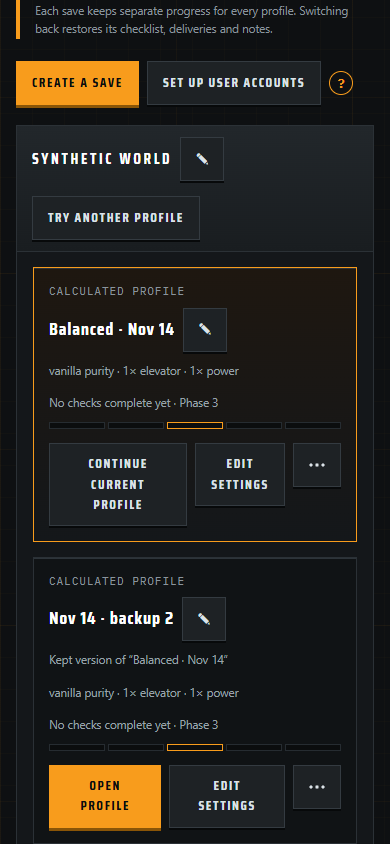 Each save keeps separate progress for every profile. Switching
back restores its checklist, deliveries and notes.
CREATE A SAVE
SET UP USER ACCOUNTS
?
SYNTHETIC WORLD
TRY ANOTHER PROFILE
CALCULATED PROFILE
Balanced · Nov 14
vanilla purity · 1× elevator · 1× power
No checks complete yet · Phase 3
CONTINUE
CURRENT
PROFILE
EDIT
SETTINGS
CALCULATED PROFILE
Nov 14 · backup 2
Kept version of “Balanced · Nov 14”
vanilla purity · 1× elevator · 1× power
No checks complete yet · Phase 3
OPEN
PROFILE
EDIT
SETTINGS